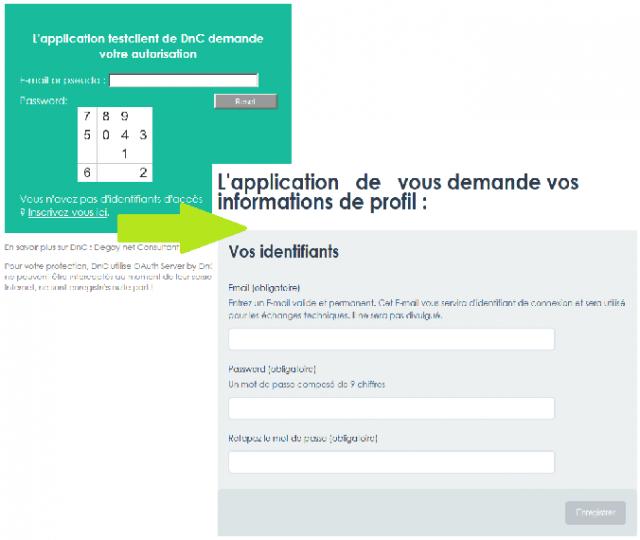 L'application testclient de DnC demande
votre autorisation
E-mail or pseudo :
Password:
Reset
7 8 9
5 0 4 3
1
6 2
Vous n'avez pas d'identifiants d'accès
? Inscrivez vous ici.
En savoir plus sur DnC : Degay net Consultant
Pour votre protection, DnC utilise OAuth Server by DnC
ne peuvent être interceptés au moment de leur saisie
Internet, ne sont enregistrés nulle part !
L'application de vous demande vos
informations de profil :
Vos identifiants
Email (obligatoire)
Entrez un E-mail valide et permanent. Cet E-mail vous servira d'identifiant de connexion et sera utilisé
pour les échanges techniques. Il ne sera pas divulgué.
Password (obligatoire)
Un mot de passe composé de 9 chiffres
Retapez le mot de passe (obligatoire)
Enregistrer